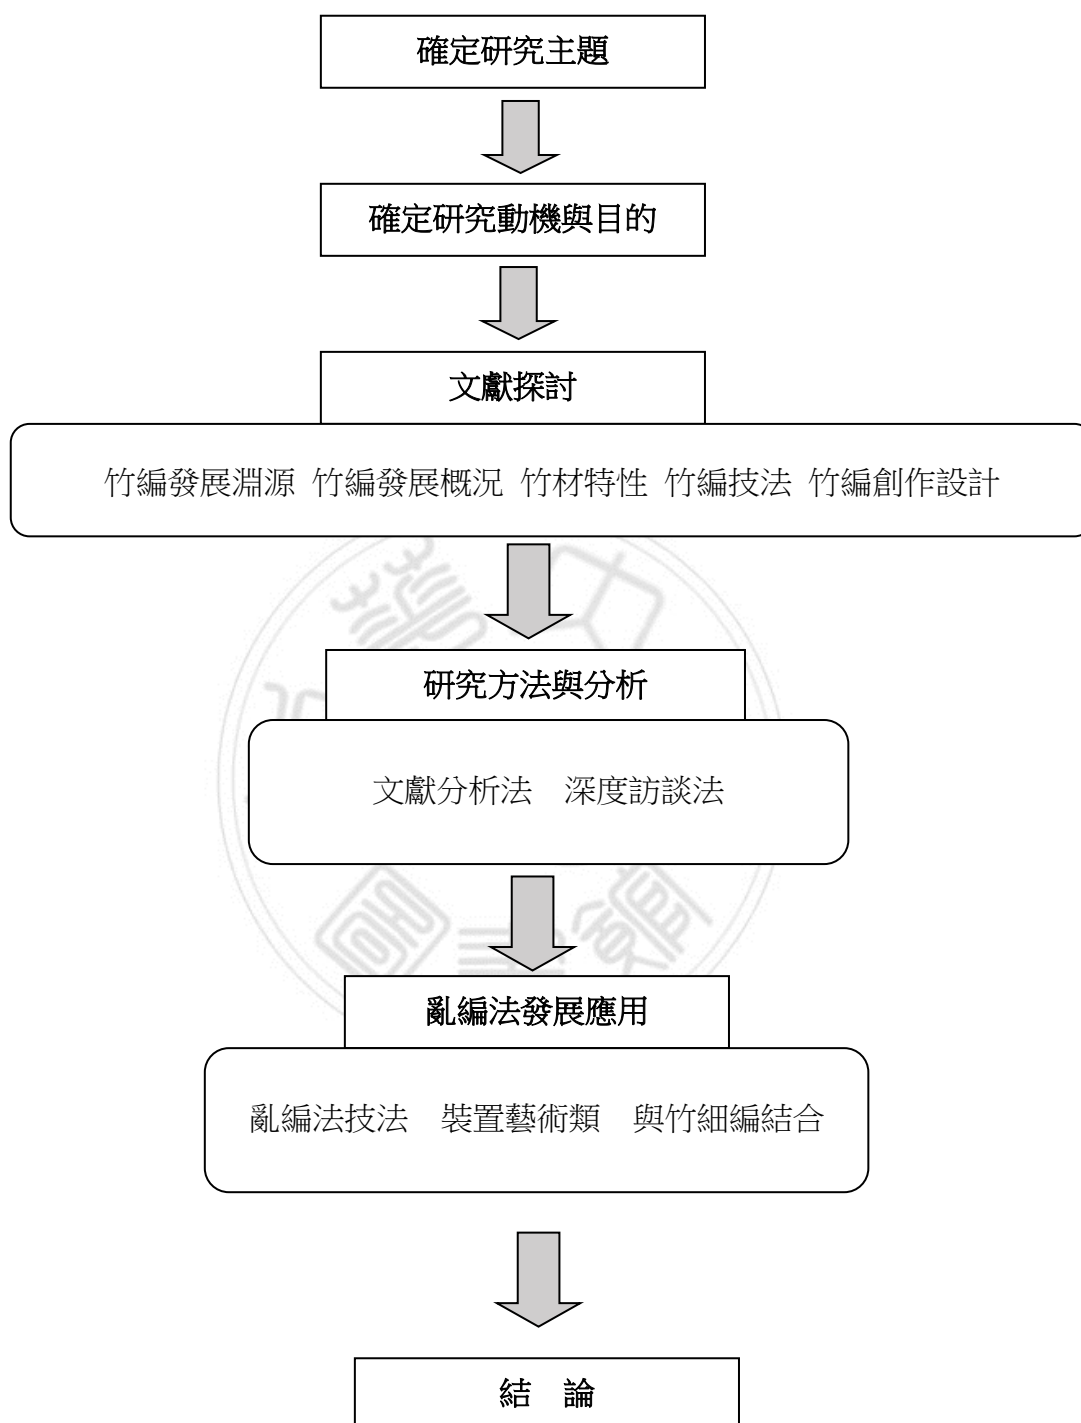 確定研究主題
確定研究動機與目的
文獻探討
竹編發展淵源 竹編發展概況 竹材特性 竹編技法 竹編創作設計
研究方法與分析
文獻分析法　深度訪談法
亂編法發展應用
亂編法技法　裝置藝術類　與竹細編結合
結　論